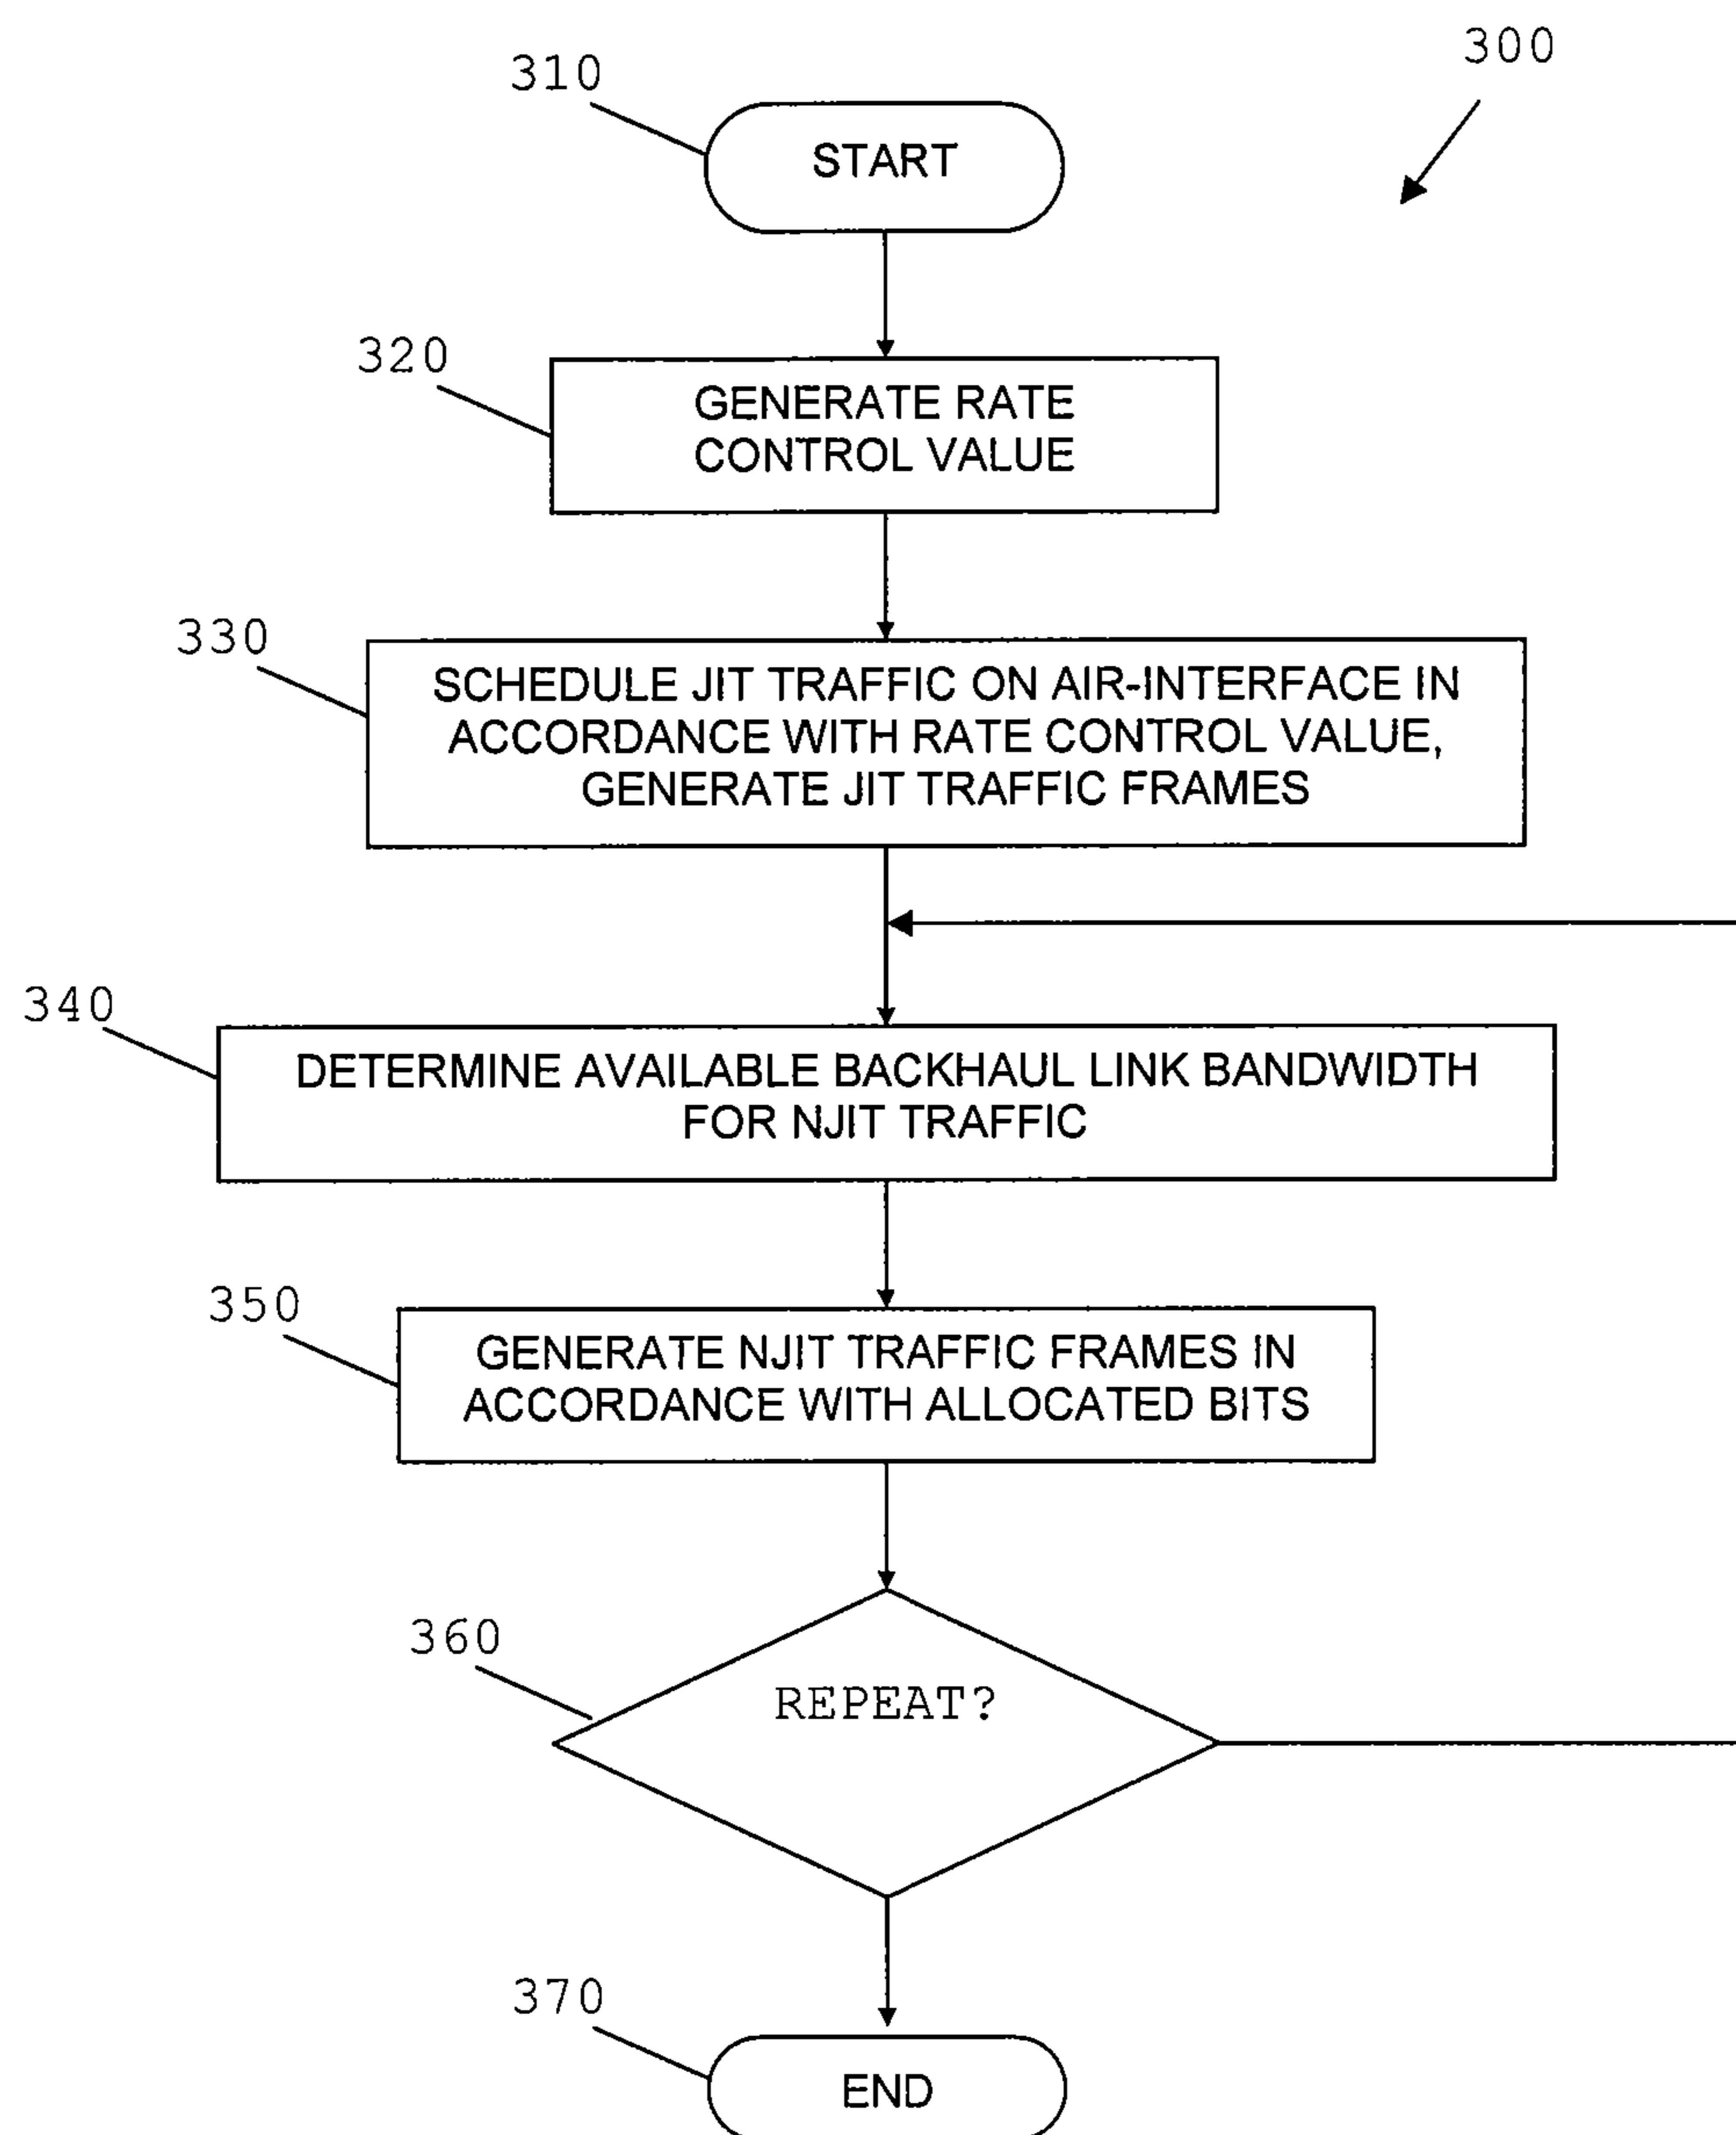 300
310
START
320
GENERATE RATE
CONTROL VALUE
330
SCHEDULE JIT TRAFFIC ON AIR-INTERFACE IN
ACCORDANCE WITH RATE CONTROL VALUE,
GENERATE JIT TRAFFIC FRAMES
340
DETERMINE AVAILABLE BACKHAUL LINK BANDWIDTH
FOR NJIT TRAFFIC
350
GENERATE NJIT TRAFFIC FRAMES IN
ACCORDANCE WITH ALLOCATED BITS
360
REPEAT?
370
END